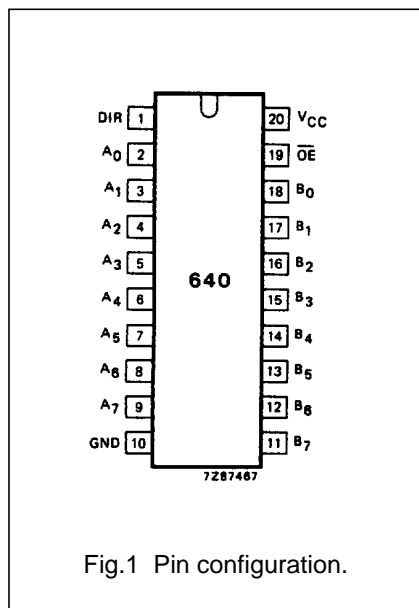 DIR 1 20 VCC
A0 2 19 OE
A1 3 18 B0
A2 4 17 B1
A3 5 16 B2
640
A4 6 15 B3
A5 7 14 B4
A6 8 13 B5
A7 9 12 B6
GND 10 11 B7
7Z87467
Fig.1 Pin configuration.